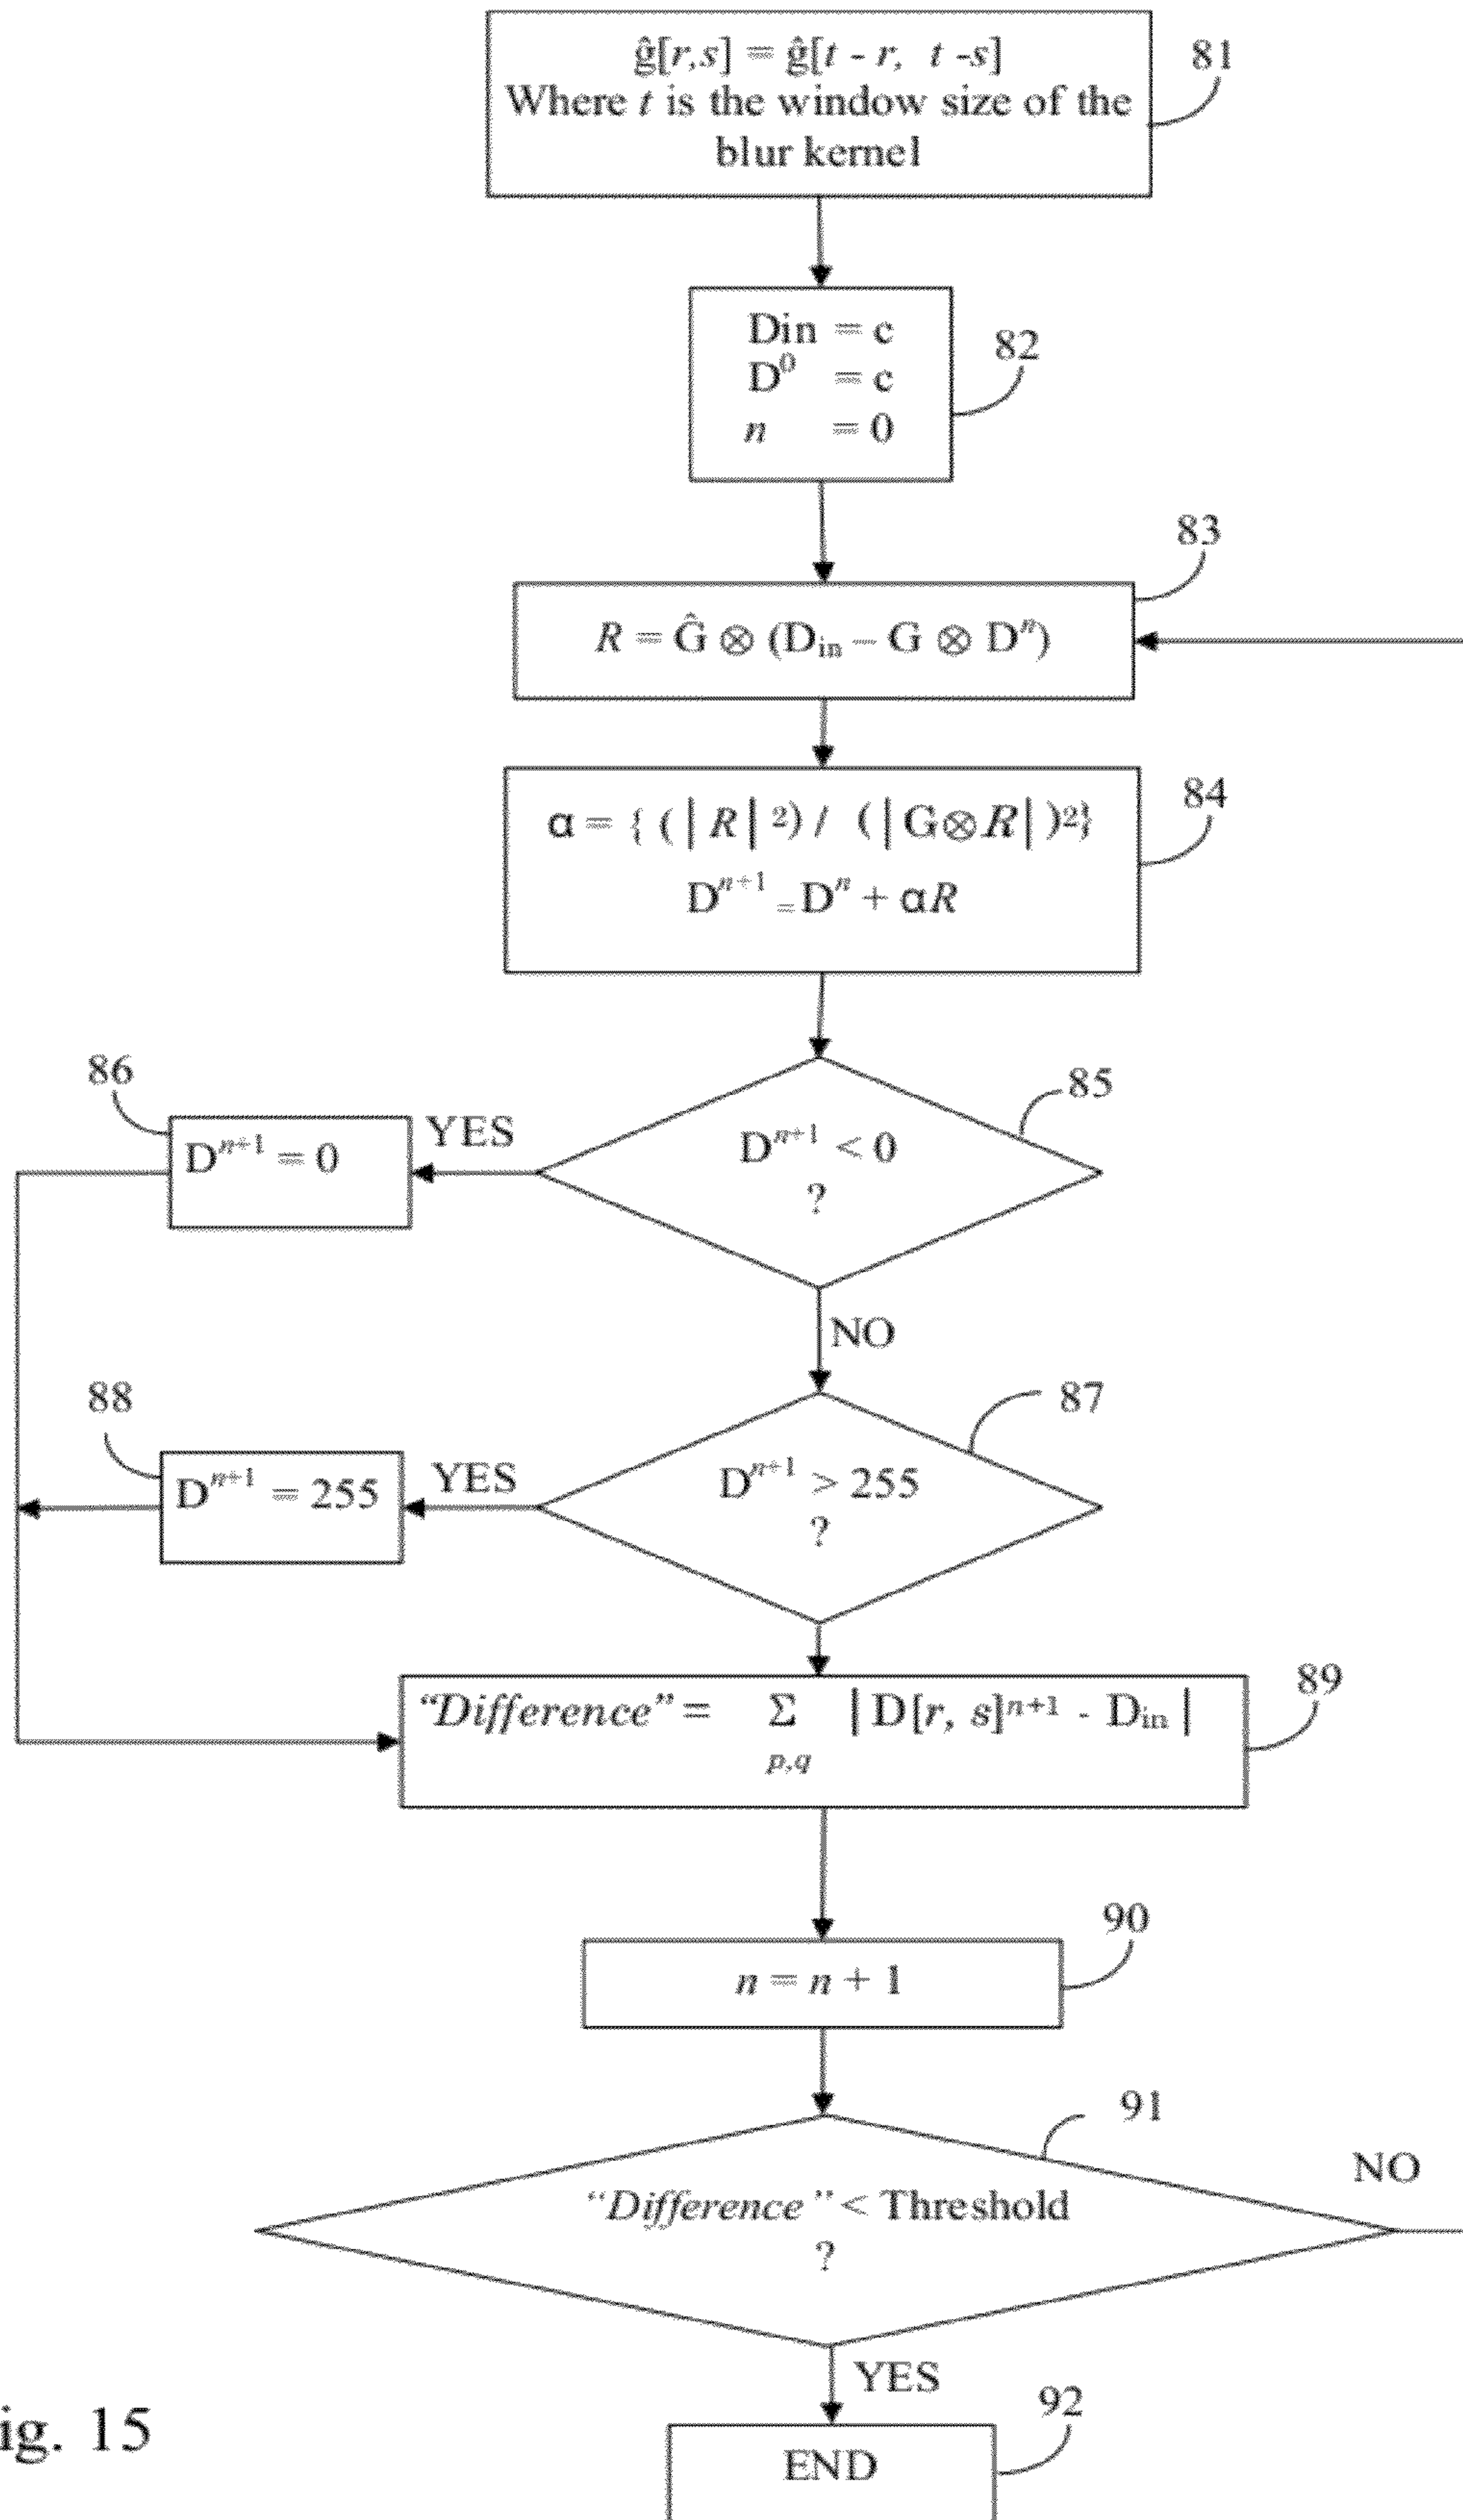 ĝ[r,s] = ĝ[t - r, t -s]
Where t is the window size of the
blur kernel
81
Din = c
D⁰ = c
n = 0
82
83
R = Ĝ ⊗ (Dᵢₙ – G ⊗ Dⁿ)
84
α = { (|R|²) / (|G⊗R|)²}
Dⁿ⁺¹ = Dⁿ + αR
85
86
YES
Dⁿ⁺¹ = 0
Dⁿ⁺¹ < 0
?
NO
87
88
YES
Dⁿ⁺¹ = 255
Dⁿ⁺¹ > 255
?
89
“Difference” = Σ | D[r, s]ⁿ⁺¹ - Dᵢₙ |
p,q
90
n = n + 1
91
NO
“Difference ” < Threshold
?
YES
92
END
ig. 15